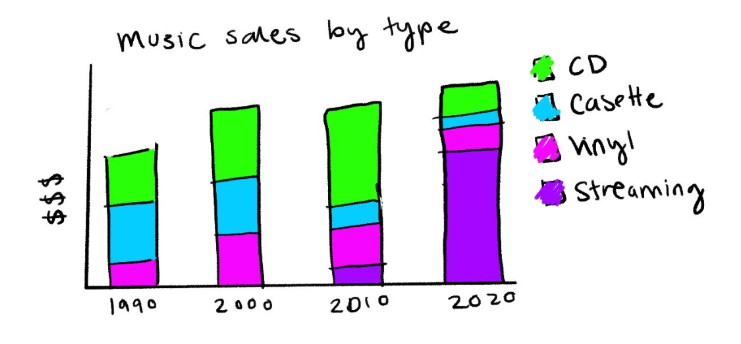 Music sales by type
CD
Casette
Vinyl
Streaming
$$$
1990
2000
2010
2020